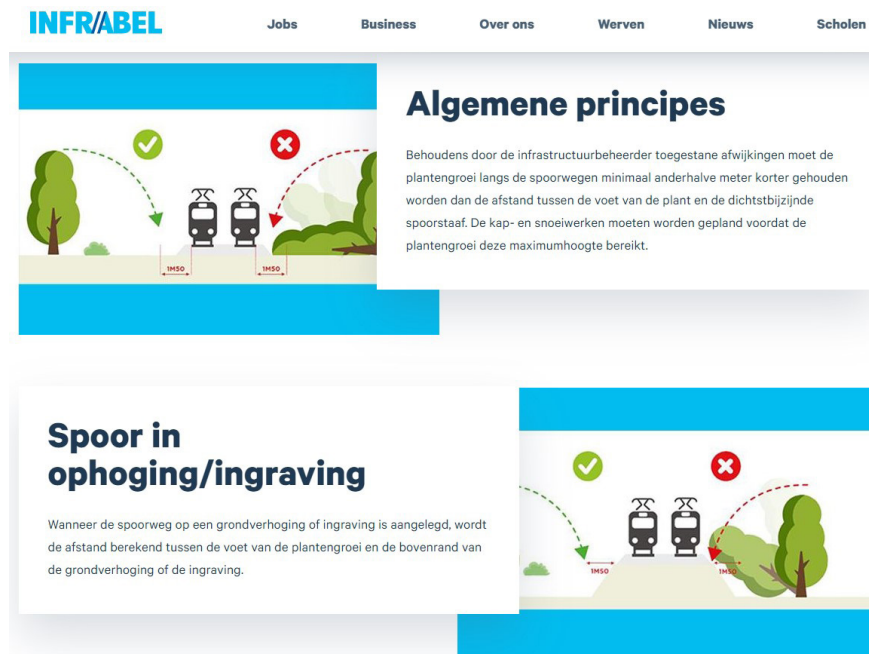 INFRABEL Jobs Business Over ons Werven Nieuws Scholen
Algemene principes
Behoudens door de infrastructuurbeheerder toegestane afwijkingen moet de
plantengroei langs de spoorwegen minimaal anderhalve meter korter gehouden
worden dan de afstand tussen de voet van de plant en de dichtstbijzijnde
spoorstaaf. De kap- en snoeiwerken moeten worden gepland voordat de
plantengroei deze maximumhoogte bereikt.
1M50 1M50
Spoor in
ophoging/ingraving
Wanneer de spoorweg op een grondverhoging of ingraving is aangelegd, wordt
de afstand berekend tussen de voet van de plantengroei en de bovenrand van
de grondverhoging of de ingraving.
1M50 1M50